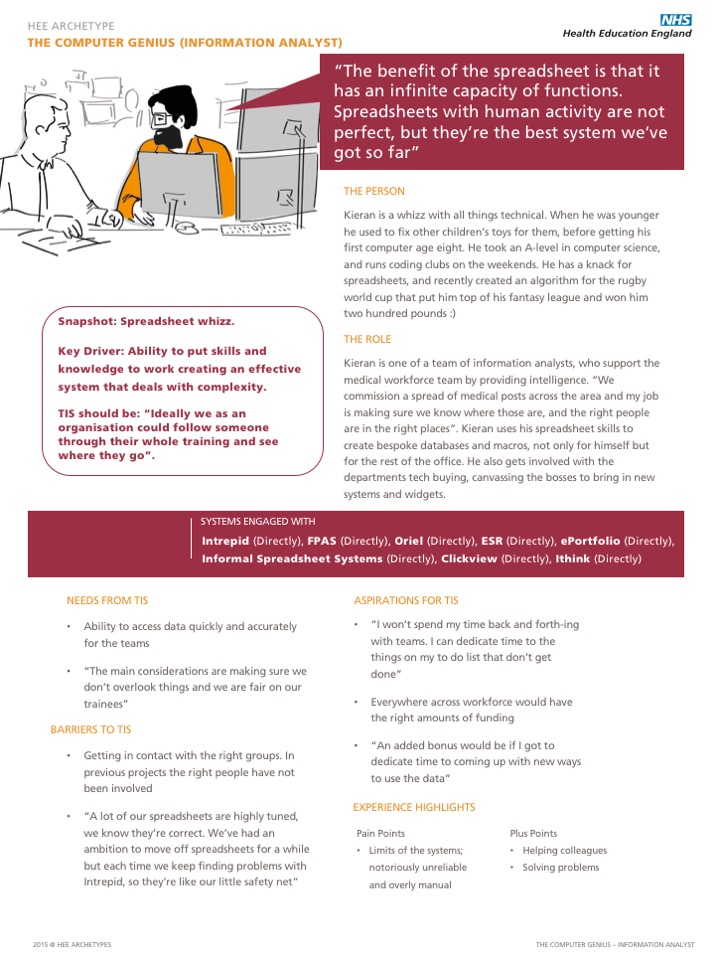 HEE ARCHETYPE
THE COMPUTER GENIUS (INFORMATION ANALYST)
NHS
Health Education England
“The benefit of the spreadsheet is that it
has an infinite capacity of functions.
Spreadsheets with human activity are not
perfect, but they’re the best system we’ve
got so far”
THE PERSON
Kieran is a whizz with all things technical. When he was younger
he used to fix other children’s toys for them, before getting his
first computer age eight. He took an A-level in computer science,
and runs coding clubs on the weekends. He has a knack for
spreadsheets, and recently created an algorithm for the rugby
world cup that put him top of his fantasy league and won him
two hundred pounds :)
Snapshot: Spreadsheet whizz.
Key Driver: Ability to put skills and
knowledge to work creating an effective
system that deals with complexity.
TIS should be: “Ideally we as an
organisation could follow someone
through their whole training and see
where they go”.
THE ROLE
Kieran is one of a team of information analysts, who support the
medical workforce team by providing intelligence. “We
commission a spread of medical posts across the area and my job
is making sure we know where those are, and the right people
are in the right places”. Kieran uses his spreadsheet skills to
create bespoke databases and macros, not only for himself but
for the rest of the office. He also gets involved with the
departments tech buying, canvassing the bosses to bring in new
systems and widgets.
SYSTEMS ENGAGED WITH
Intrepid (Directly), FPAS (Directly), Oriel (Directly), ESR (Directly), ePortfolio (Directly),
Informal Spreadsheet Systems (Directly), Clickview (Directly), Ithink (Directly)
NEEDS FROM TIS
• Ability to access data quickly and accurately
for the teams
• “The main considerations are making sure we
don’t overlook things and we are fair on our
trainees”
BARRIERS TO TIS
• Getting in contact with the right groups. In
previous projects the right people have not
been involved
• “A lot of our spreadsheets are highly tuned,
we know they’re correct. We’ve had an
ambition to move off spreadsheets for a while
but each time we keep finding problems with
Intrepid, so they’re like our little safety net”
ASPIRATIONS FOR TIS
• “I won’t spend my time back and forth-ing
with teams. I can dedicate time to the
things on my to do list that don’t get
done”
• Everywhere across workforce would have
the right amounts of funding
• “An added bonus would be if I got to
dedicate time to coming up with new ways
to use the data”
EXPERIENCE HIGHLIGHTS
Pain Points
• Limits of the systems;
notoriously unreliable
and overly manual
Plus Points
• Helping colleagues
• Solving problems
2015 @ HEE ARCHETYPES
THE COMPUTER GENIUS – INFORMATION ANALYST